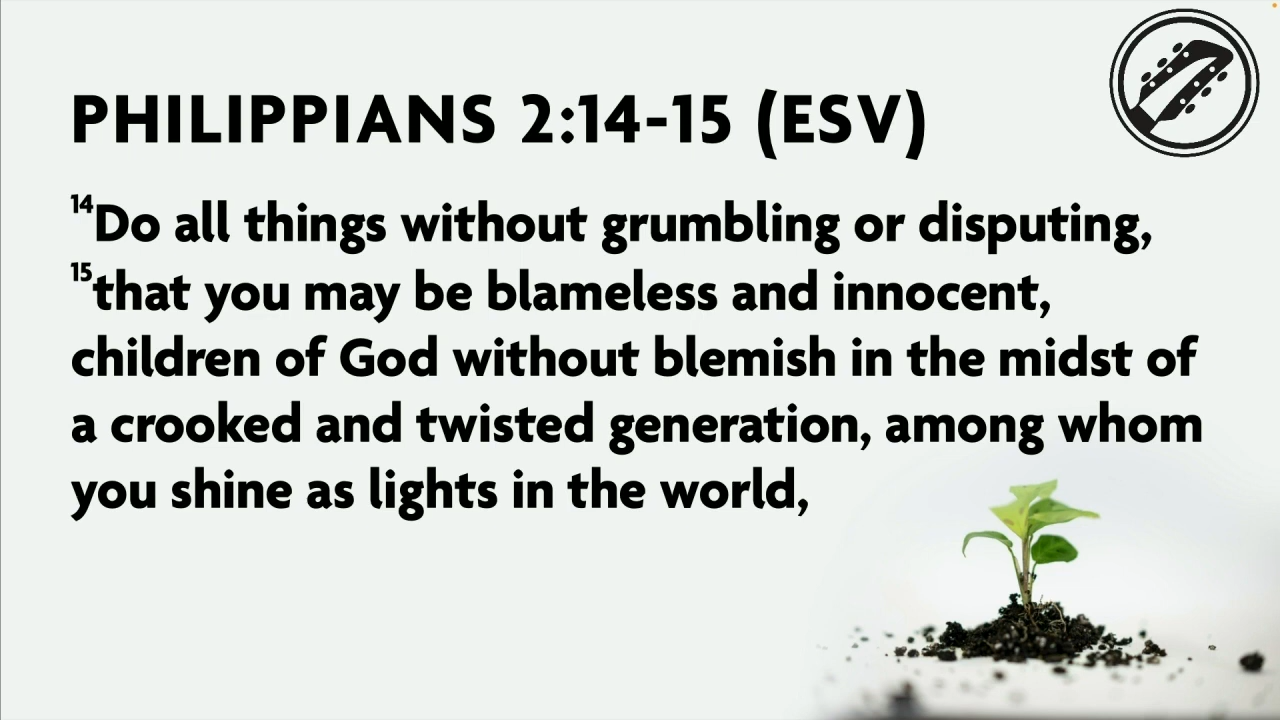 PHILIPPIANS 2:14-15 (ESV)
14Do all things without grumbling or disputing,
15that you may be blameless and innocent,
children of God without blemish in the midst of
a crooked and twisted generation, among whom
you shine as lights in the world,